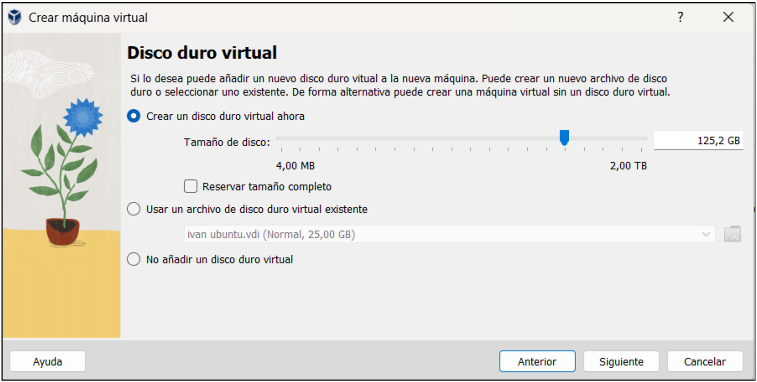 Crear máquina virtual
?
Disco duro virtual
Si lo desea puede añadir un nuevo disco duro vitual a la nueva máquina. Puede crear un nuevo archivo de disco
duro o seleccionar uno existente. De forma alternativa puede crear una máquina virtual sin un disco duro virtual.
Crear un disco duro virtual ahora
Tamaño de disco:
125,2 GB
4,00 MB
2,00 TB
Reservar tamaño completo
Usar un archivo de disco duro virtual existente
ivan ubuntu.vdi (Normal, 25,00 GB)
No añadir un disco duro virtual
Ayuda
Anterior
Siguiente
Cancelar